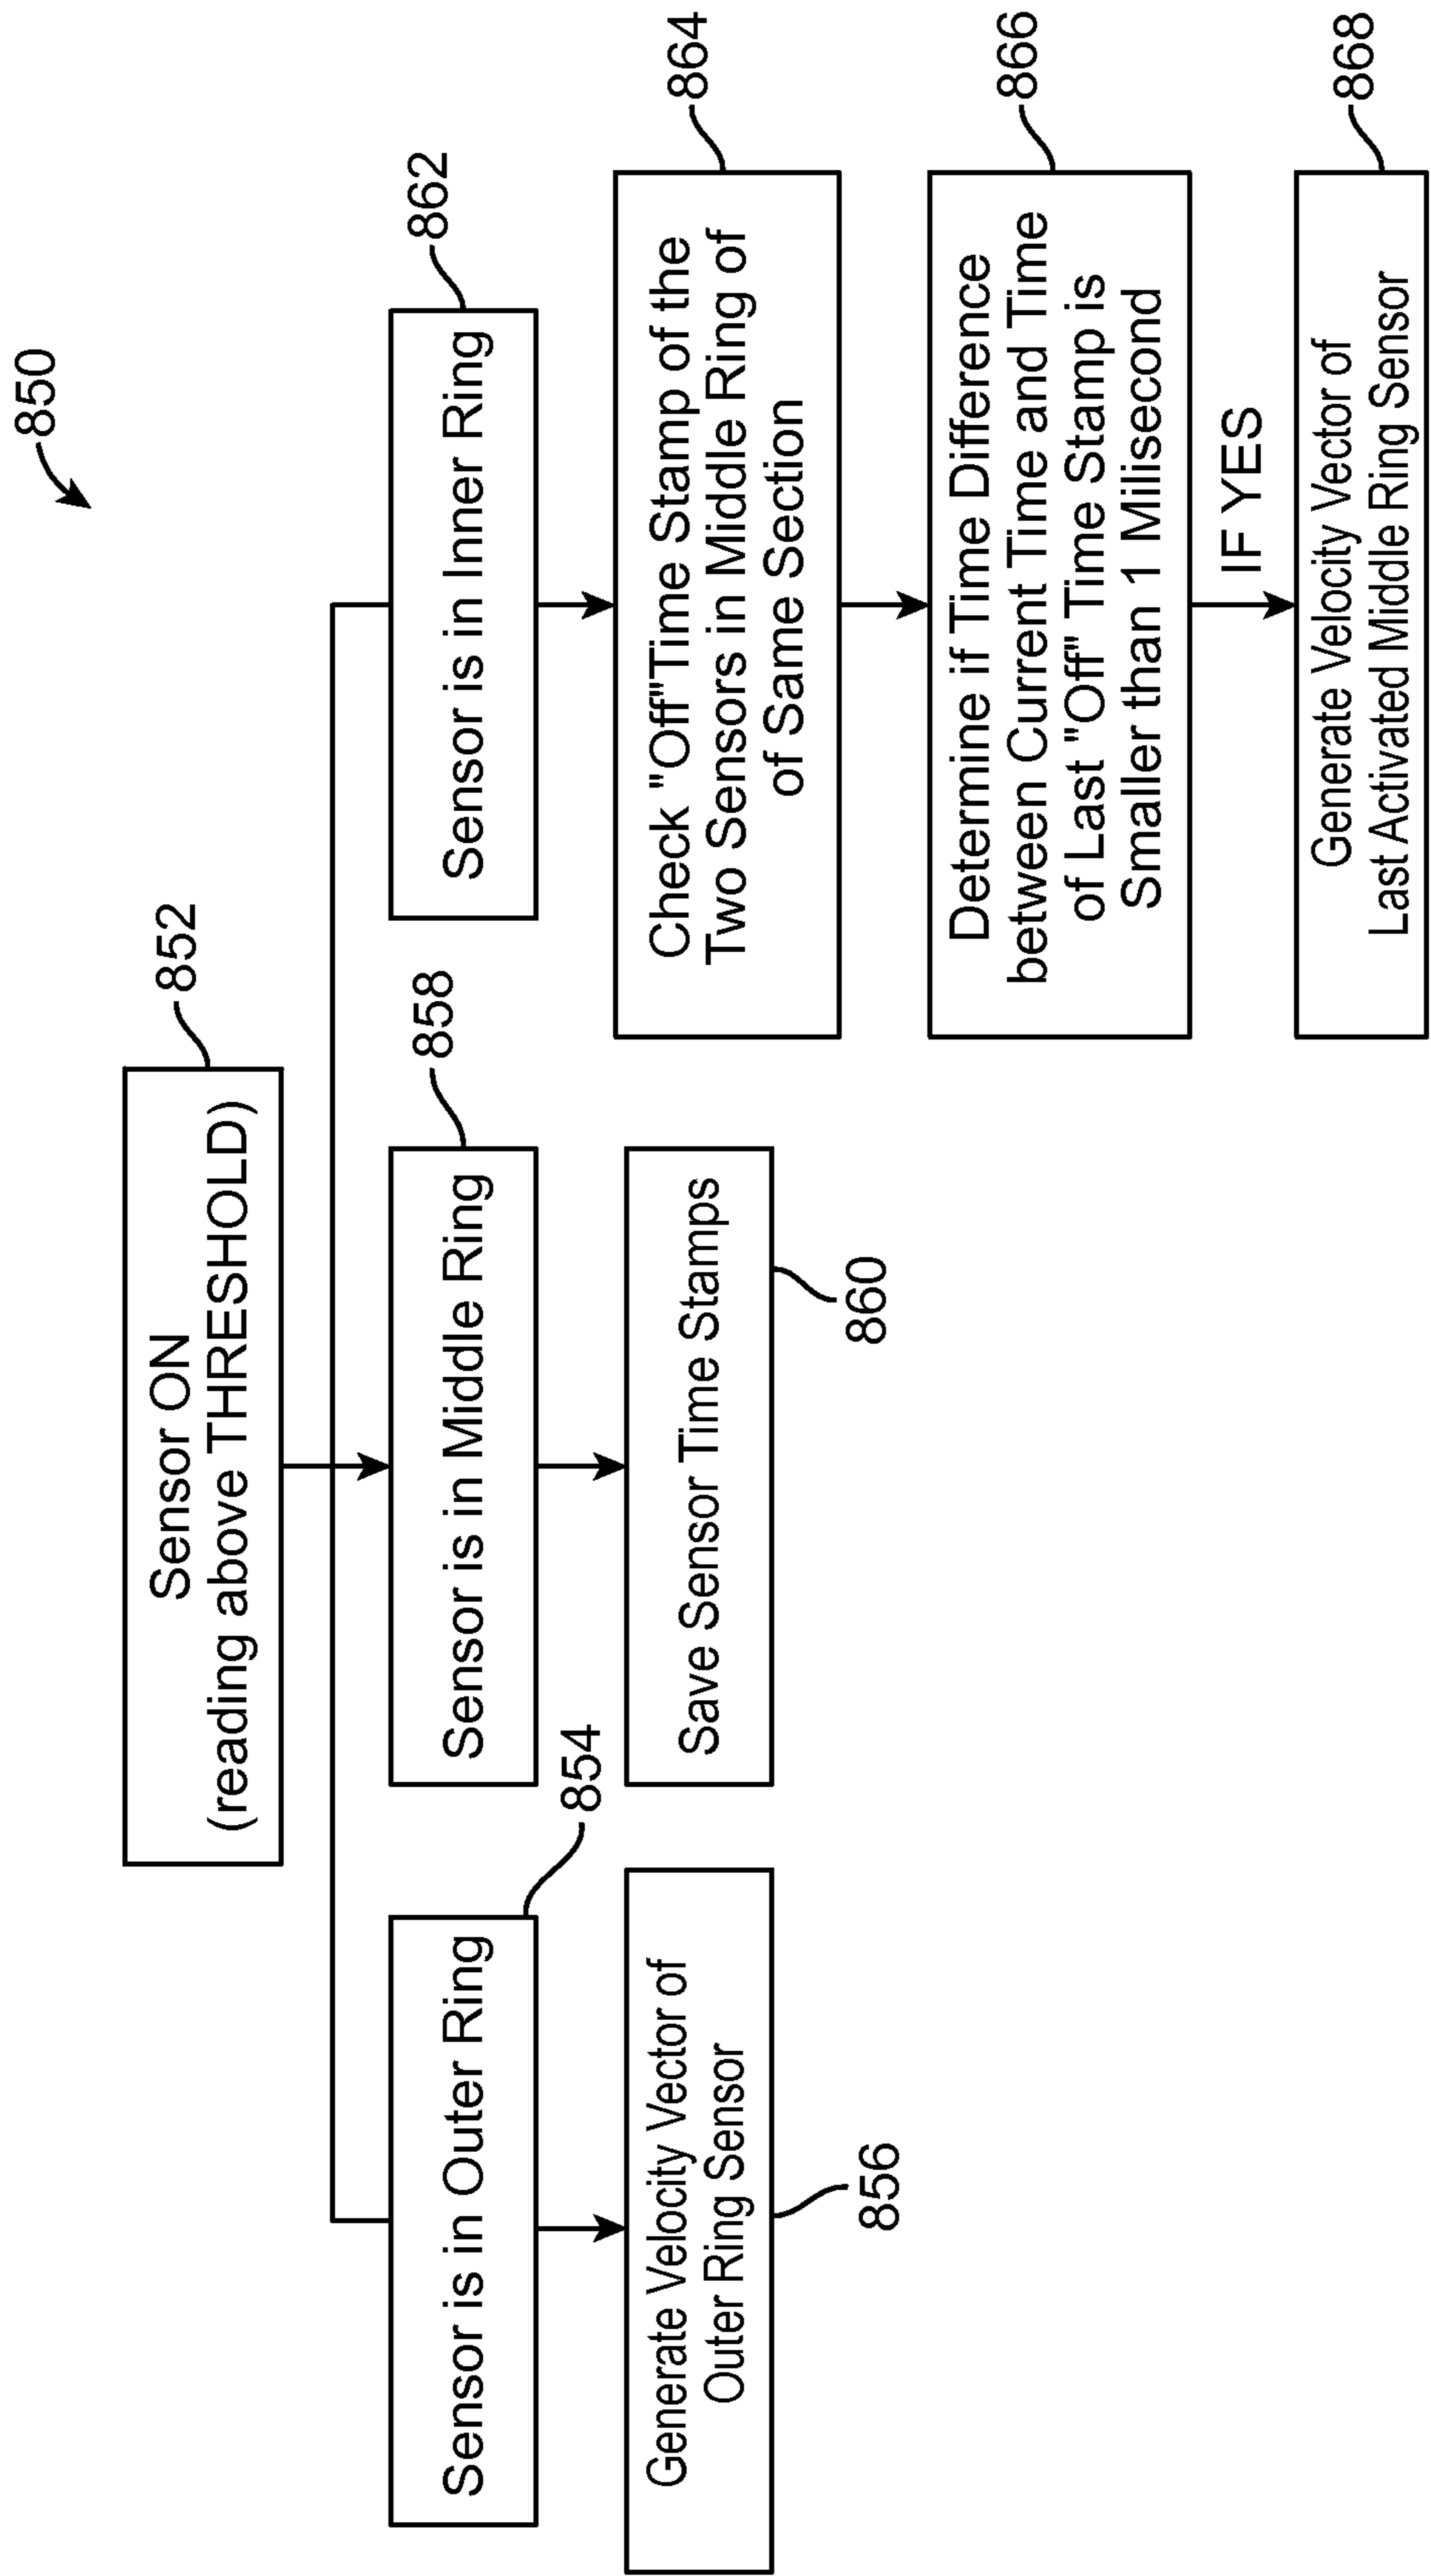 850
Sensor ON
(reading above THRESHOLD)
852
Sensor is in Outer Ring
854
Generate Velocity Vector of
Outer Ring Sensor
856
Sensor is in Middle Ring
858
Save Sensor Time Stamps
860
Sensor is in Inner Ring
862
Check "Off"Time Stamp of the
Two Sensors in Middle Ring of
of Same Section
864
Determine if Time Difference
between Current Time and Time
of Last "Off" Time Stamp is
Smaller than 1 Millisecond
866
IF YES
Generate Velocity Vector of
Last Activated Middle Ring Sensor
868